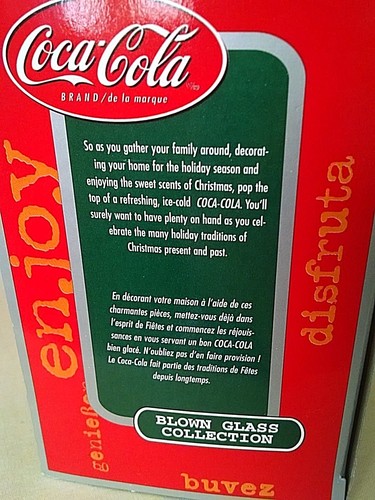 Coca-Cola
BRAND/de la marque
So as you gather your family around, decorat-
ing your home for the holiday season and
enjoying the sweet scents of Christmas, pop the
top of a refreshing, ice-cold COCA-COLA. You'll
surely want to have plenty on hand as you cel-
ebrate the many holiday traditions of
Christmas present and past.
En décorant votre maison à l'aide de ces
charmantes pièces, mettez-vous déjà dans
l'esprit de Fiêtes et commencez les réjouis-
sances en vous servant un bon COCA-COLA
bien glacé. N'oubliez pas d'en faire provision !
Le Coca-Cola fait partie des traditions de Fêtes
depuis longtemps.
enjoy
disfruta
genießen
BLOWN GLASS
COLLECTION
buvez